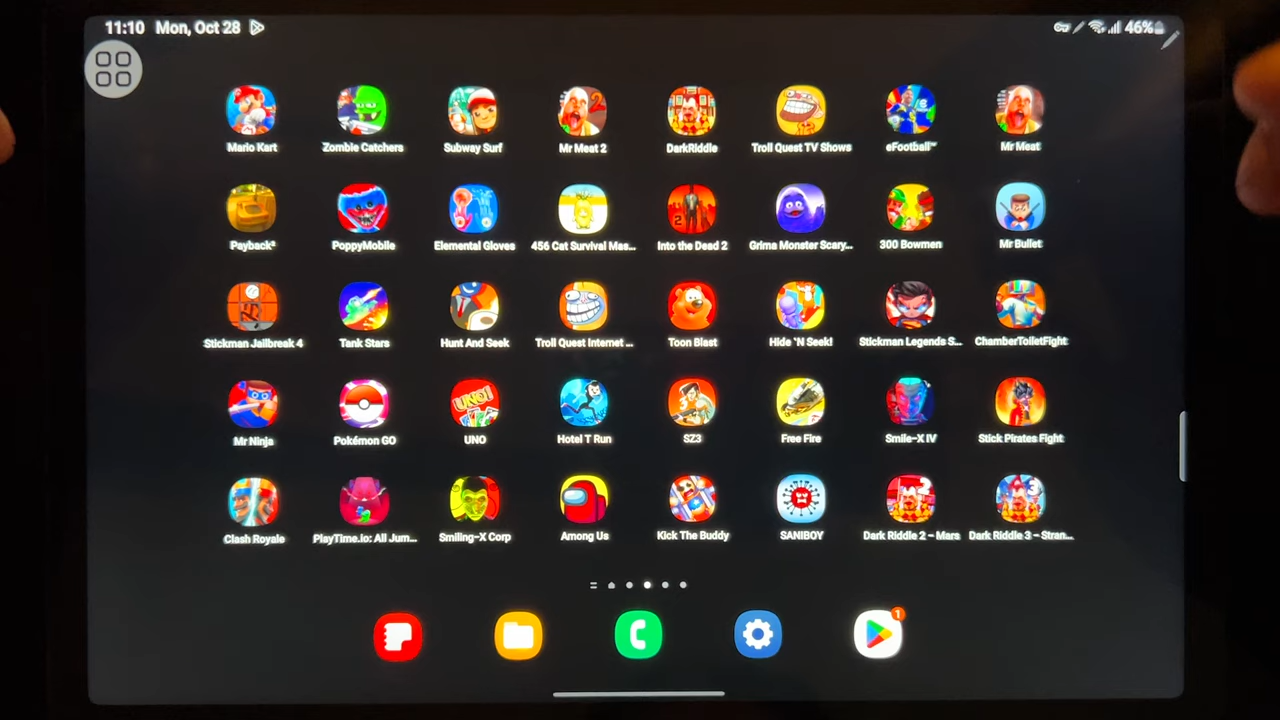 11:10 Mon, Oct 28 46%
Mario Kart Zombie Catchers Subway Surf Mr Meat 2 DarkRiddle Troll Quest TV Shows eFootball™ Mr Meat
Payback² PoppyMobile Elemental Gloves 456 Cat Survival Mas... Into the Dead 2 Grima Monster Scary... 300 Bowmen Mr Bullet
Stickman Jailbreak 4 Tank Stars Hunt And Seek Troll Quest Internet ... Toon Blast Hide 'N Seek! Stickman Legends S... ChamberToiletFight
UNO!
Mr Ninja Pokémon GO UNO Hotel T Run SZ3 Free Fire Smile-X IV Stick Pirates Fight
Clash Royale PlayTime.io: All Jum... Smiling-X Corp Among Us Kick The Buddy SANIBOY Dark Riddle 2 - Mars Dark Riddle 3 - Stran...
1